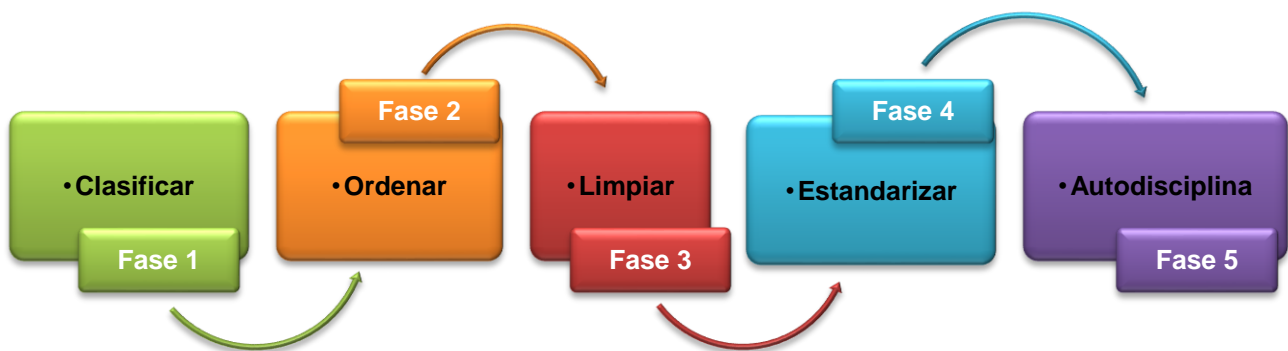 • Clasificar
Fase 1
Fase 2
• Ordenar
• Limpiar
Fase 3
Fase 4
• Estandarizar
• Autodisciplina
Fase 5